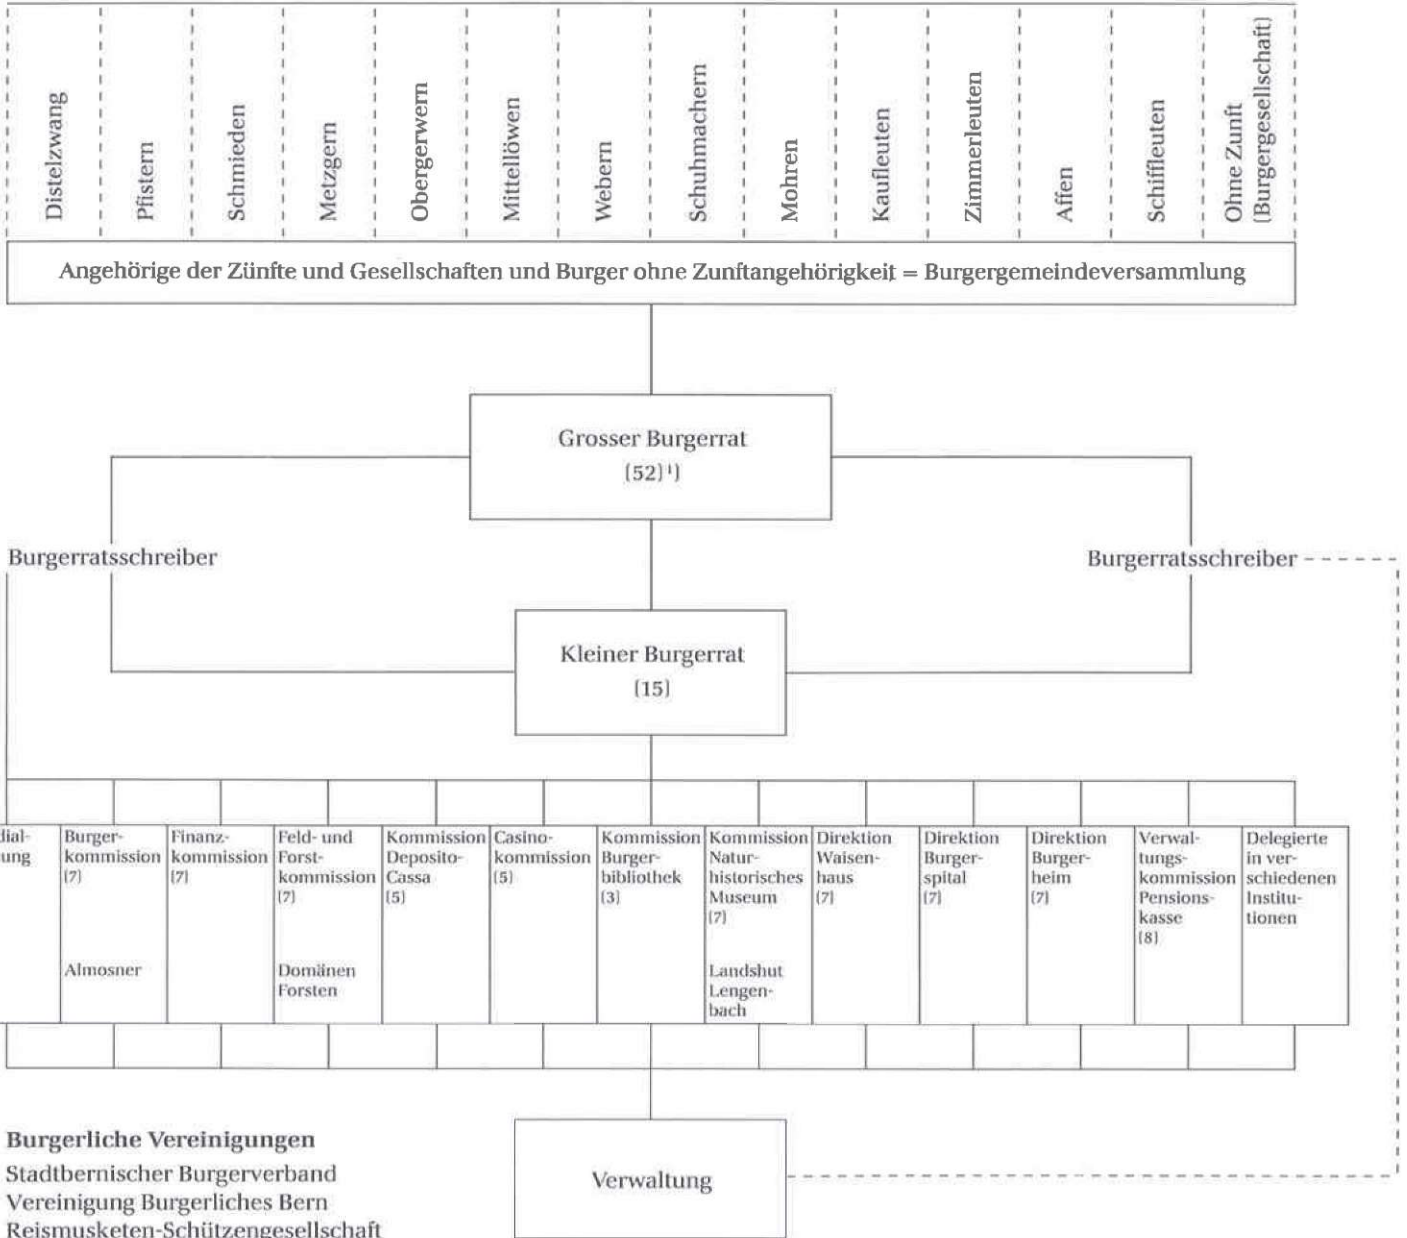 Distelzwang
Pfistern
Schmieden
Metzgern
Obergerwern
Mittellöwen
Webern
Schuhmachern
Mohren
Kaufleuten
Zimmerleuten
Affen
Schiffleuten
Ohne Zunft
(Burgergesellschaft)
Angehörige der Zünfte und Gesellschaften und Burger ohne Zunftangehörigkeit = Burgergemeindeversammlung
Grosser Burgerrat
(52)¹)
Burgerratsschreiber
Burgerratsschreiber
Kleiner Burgerrat
(15)
dial-
ung
Burger-
kommission
(7)
Almosner
Finanz-
kommission
(7)
Feld- und
Forst-
kommission
(7)
Domänen
Forsten
Kommission
Deposito-
Cassa
(5)
Casino-
kommission
(5)
Kommission
Burger-
bibliothek
(3)
Kommission
Natur-
historisches
Museum
(7)
Landshut
Lengen-
bach
Direktion
Waisen-
haus
(7)
Direktion
Burger-
spital
(7)
Direktion
Burger-
heim
(7)
Verwal-
tungs-
kommission
Pensions-
kasse
(8)
Delegierte
in ver-
schiedenen
Institu-
tionen
Verwaltung
Burgerliche Vereinigungen
Stadtbernischer Burgerverband
Vereinigung Burgerliches Bern
Reismusketen-Schützengesellschaft